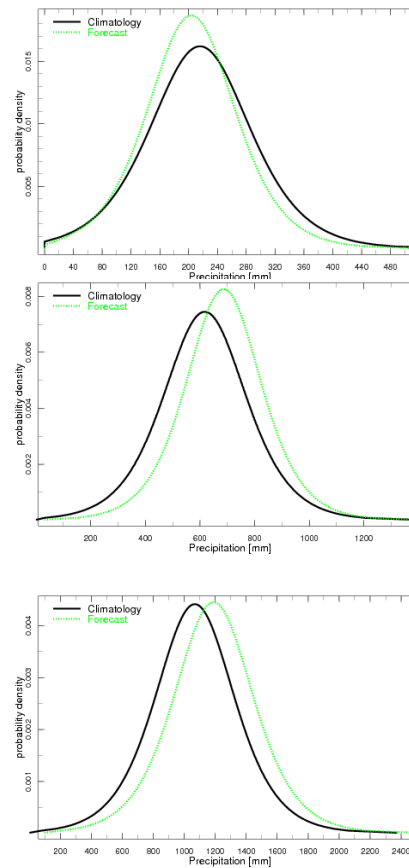 Climatology
Forecast
probability density
0.015
0.01
0.005
0 40 80 120 160 200 240 280 320 360 400 440 480
Precipitation [mm]
Climatology
Forecast
probability density
0.008
0.006
0.004
0.002
200 400 600 800 1000 1200
Precipitation [mm]
Climatology
Forecast
probability density
0.004
0.003
0.002
0.001
200 400 600 800 1000 1200 1400 1600 1800 2000 2200 2400
Precipitation [mm]